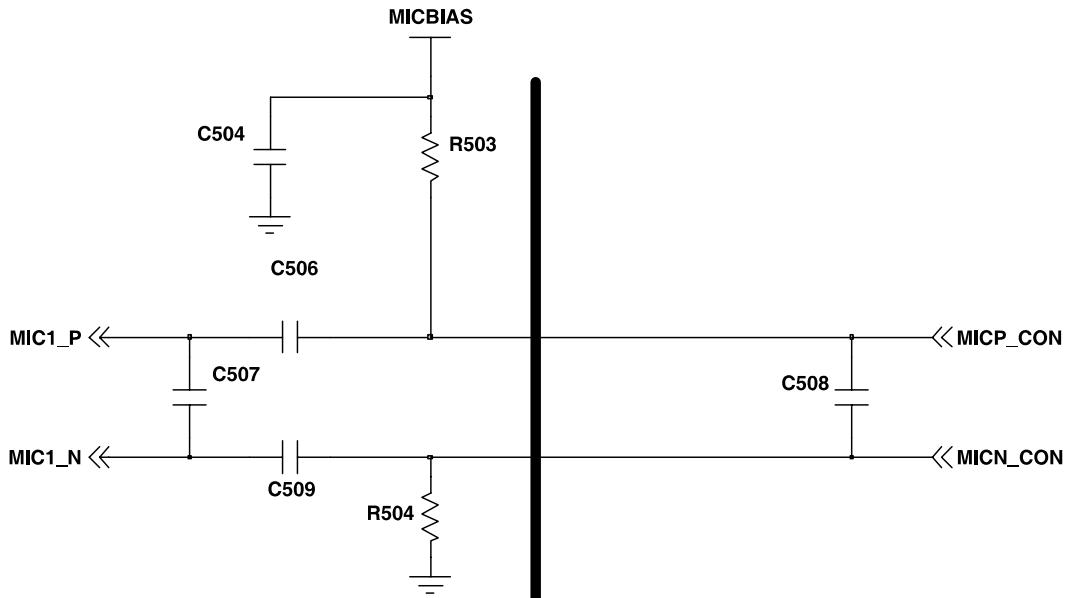 MICBIAS
C504
R503
C506
MIC1_P
MICP_CON
C507
C508
MIC1_N
MICN_CON
C509
R504